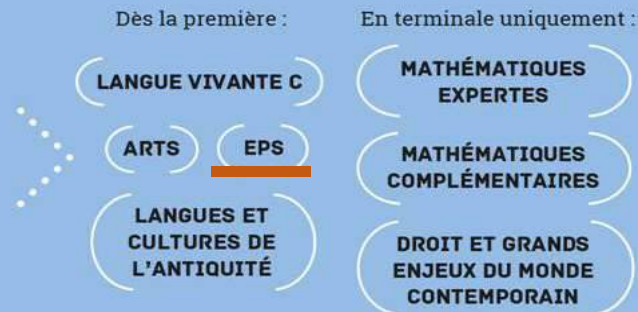 Dès la première :
LANGUE VIVANTE C
ARTS
EPS
LANGUES ET
CULTURES DE
L'ANTIQUITÉ
En terminale uniquement :
MATHÉMATIQUES
EXPERTES
MATHÉMATIQUES
COMPLÉMENTAIRES
DROIT ET GRANDS
ENJEUX DU MONDE
CONTEMPORAIN